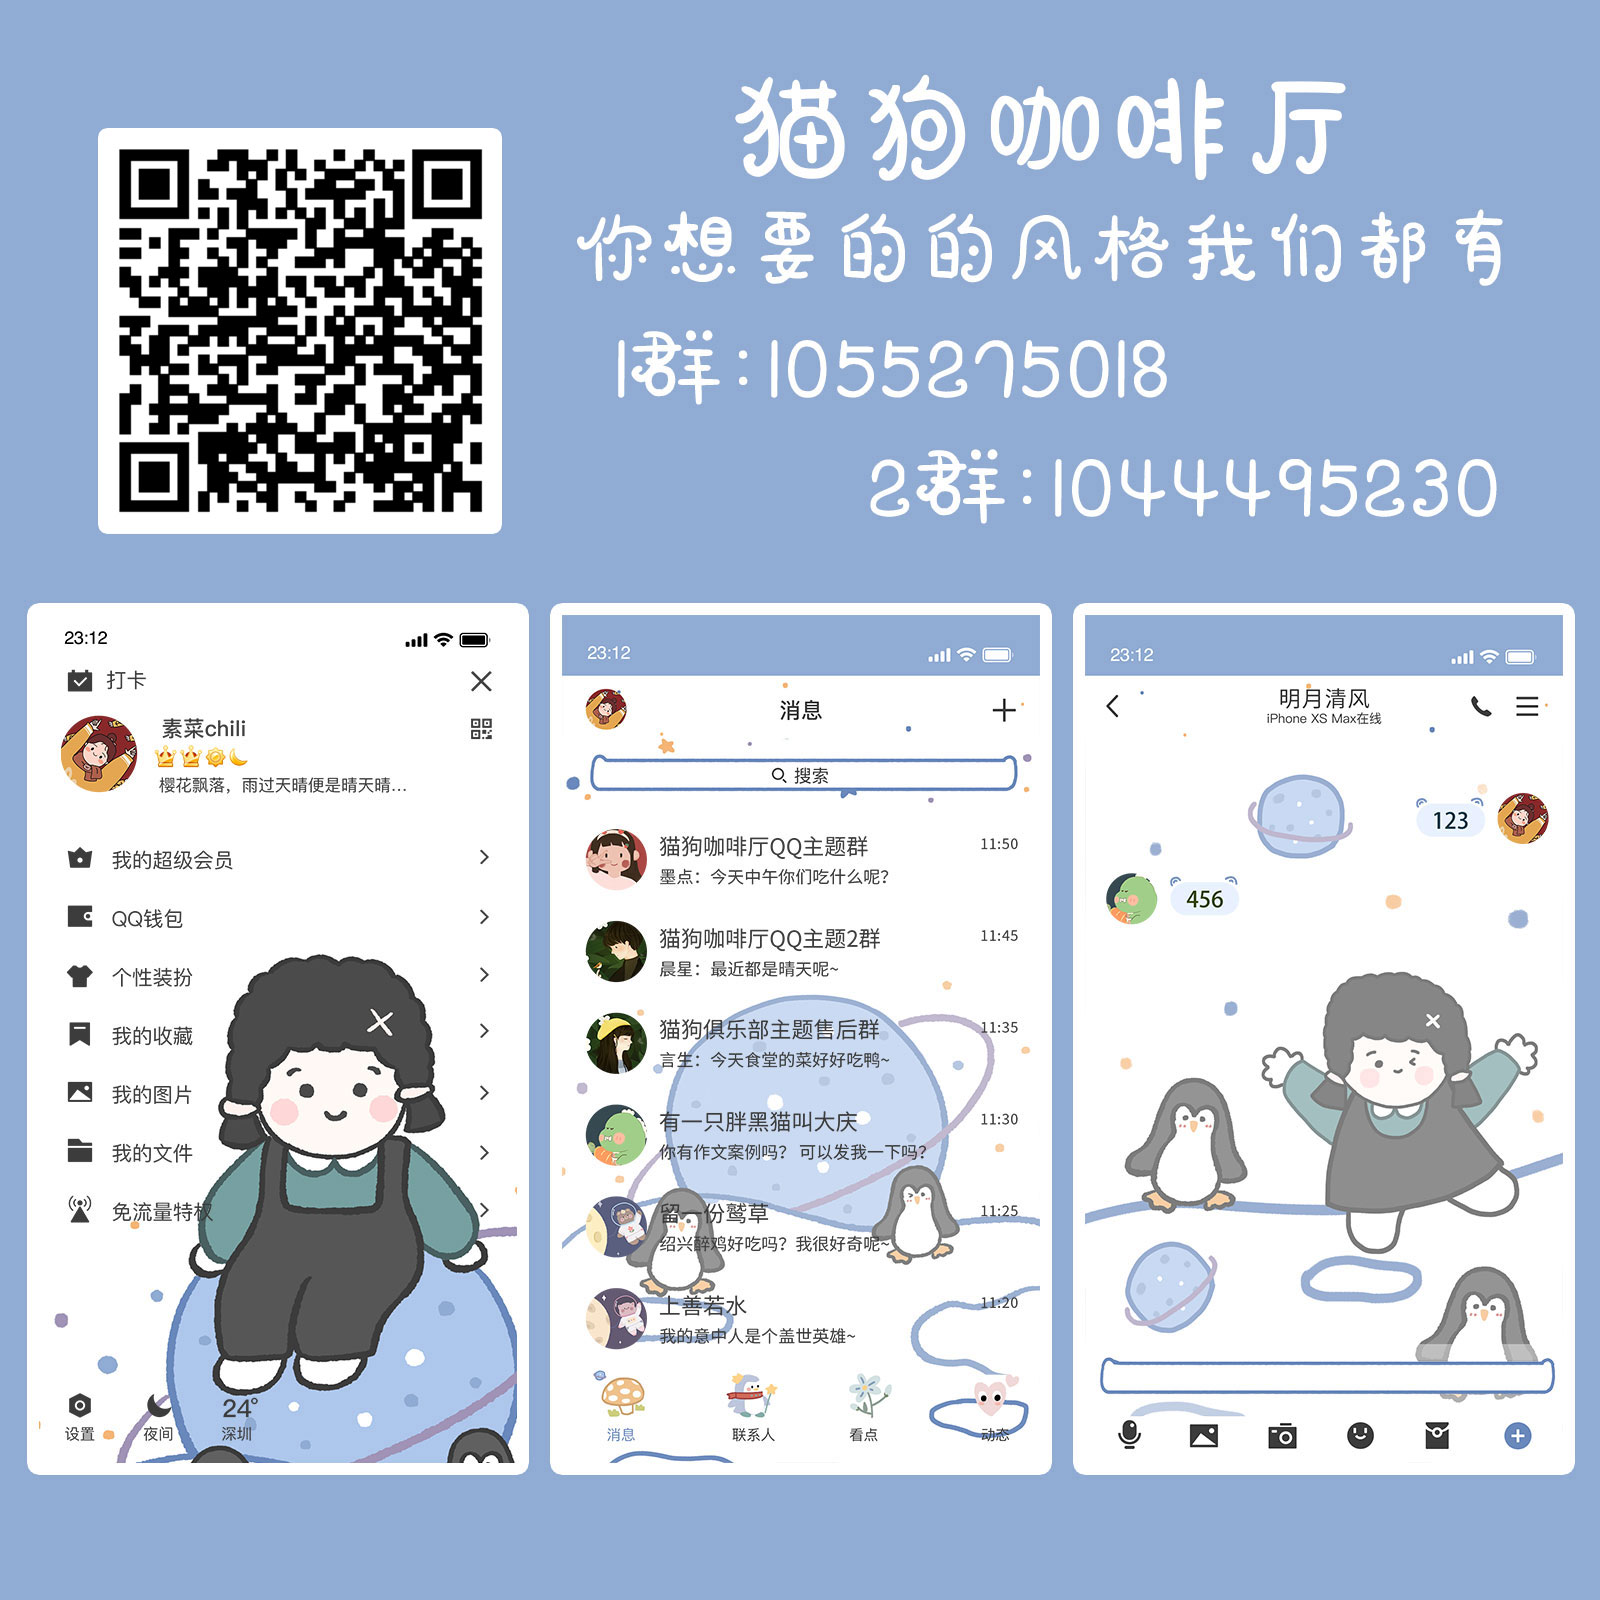 猫狗咖啡厅
你想要的的风格我们都有
1群:1055275018
2群:1044495230
23:12
打卡
素菜chili
樱花飘落，雨过天晴便是晴天晴...
我的超级会员
QQ钱包
个性装扮
我的收藏
我的图片
我的文件
免流量特权
24°
设置 夜间 深圳
23:12
消息
搜索
猫狗咖啡厅QQ主题群 11:50
墨点：今天中午你们吃什么呢？
猫狗咖啡厅QQ主题2群 11:45
晨星：最近都是晴天呢~
猫狗俱乐部主题售后群 11:35
言生：今天食堂的菜好好吃鸭~
有一只胖黑猫叫大庆 11:30
你有作文案例吗？ 可以发我一下吗？
留一份鹫草 11:25
绍兴醉鸡好吃吗？我很好奇呢~
上善若水 11:20
我的意中人是个盖世英雄~
消息 联系人 看点 动态
23:12
明月清风
iPhone XS Max在线
123
456